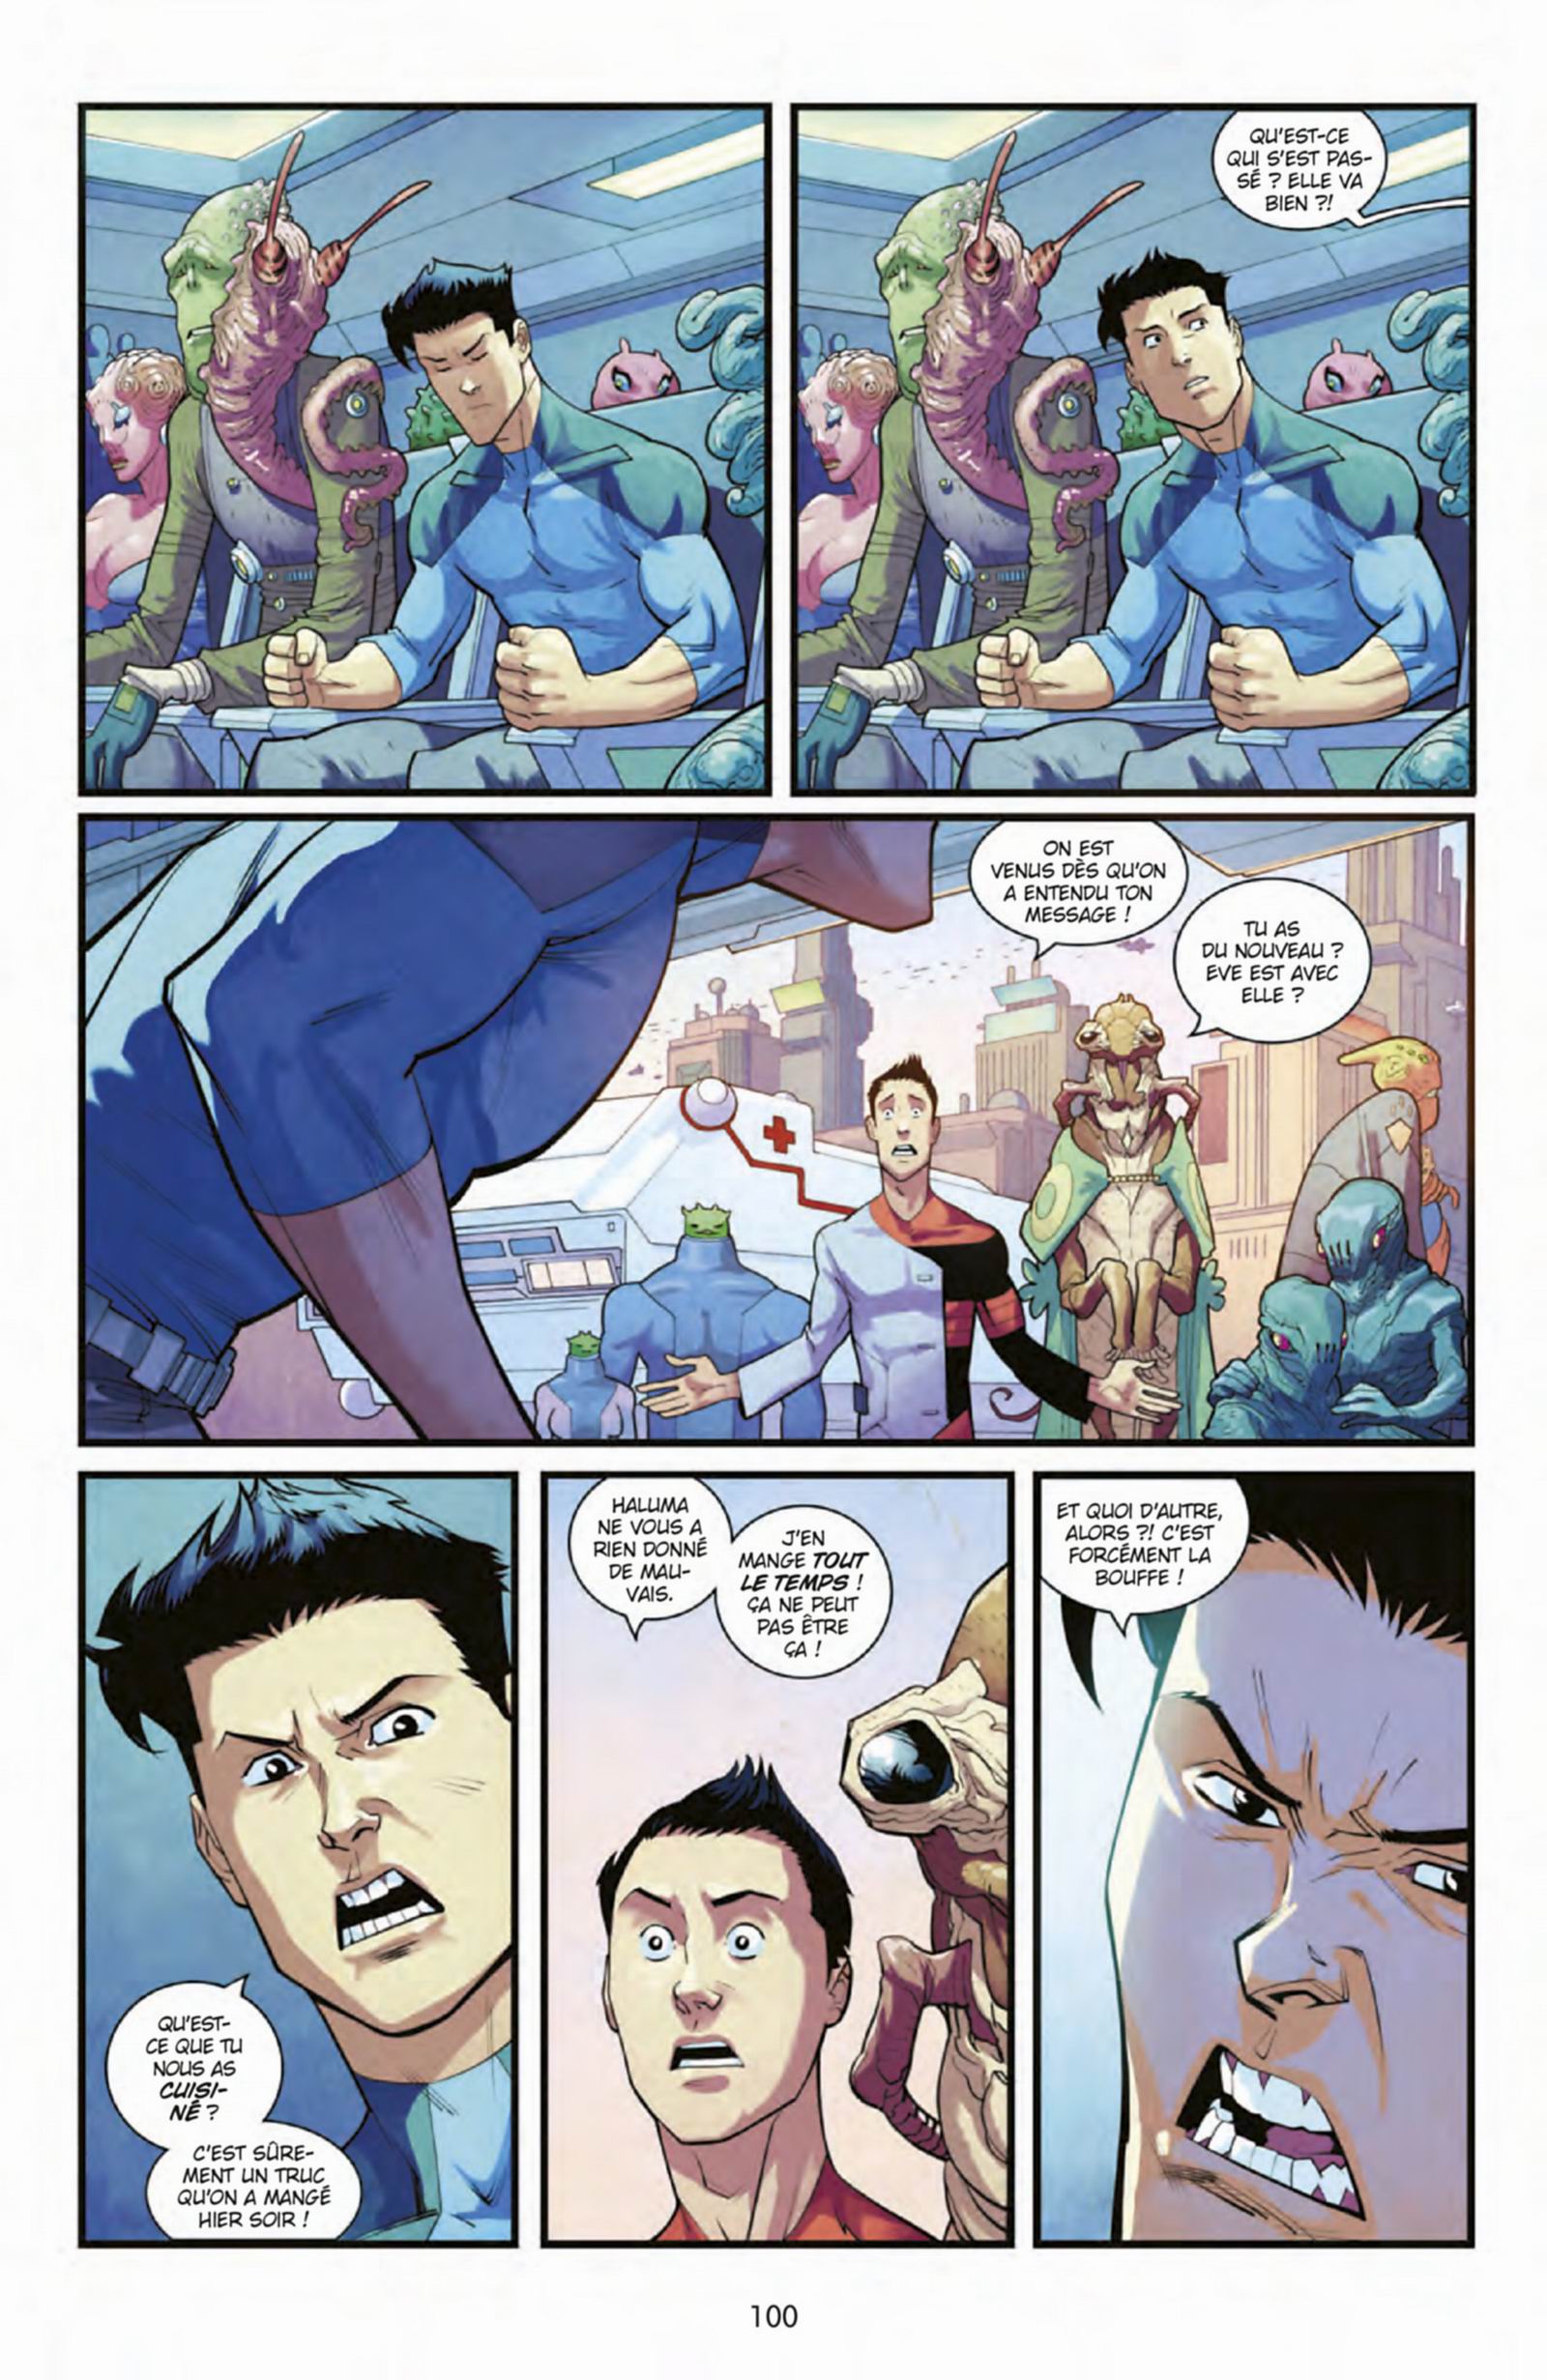 QU'EST-CE
QUI S'EST PAS-
SÉ ? ELLE VA
BIEN ?!
ON EST
VENUS DÈS QU'ON
A ENTENDU TON
MESSAGE !
TU AS
DU NOUVEAU ?
EVE EST AVEC
ELLE ?
QU'EST-
CE QUE TU
NOUS AS
CUISI-
NÉ ?
C'EST SÛRE-
MENT UN TRUC
QU'ON A MANGÉ
HIER SOIR !
HALUMA
NE VOUS A
RIEN DONNÉ
DE MAU-
VAIS.
J'EN
MANGE TOUT
LE TEMPS !
ÇA NE PEUT
PAS ÊTRE
ÇA !
ET QUOI D'AUTRE,
ALORS ?! C'EST
FORCÉMENT LA
BOUFFE !
100